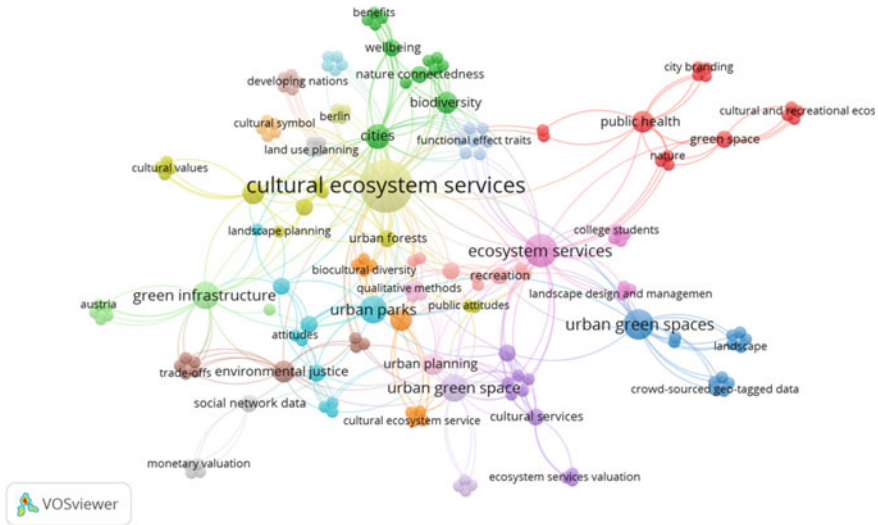 benefits
wellbeing
nature connectedness
developing nations
biodiversity
city branding
berlin
cultural symbol
cities
functional effect traits
public health
cultural and recreational ecos
green space
land use planning
nature
cultural values
cultural ecosystem services
landscape planning
urban forests
college students
ecosystem services
biocultural diversity
recreation
qualitative methods
landscape design and managemen
green infrastructure
austria
urban parks
public attitudes
urban green spaces
attitudes
landscape
trade-offs
environmental justice
urban planning
urban green space
crowd-sourced geo-tagged data
social network data
cultural ecosystem service
cultural services
monetary valuation
ecosystem services valuation
VOSviewer